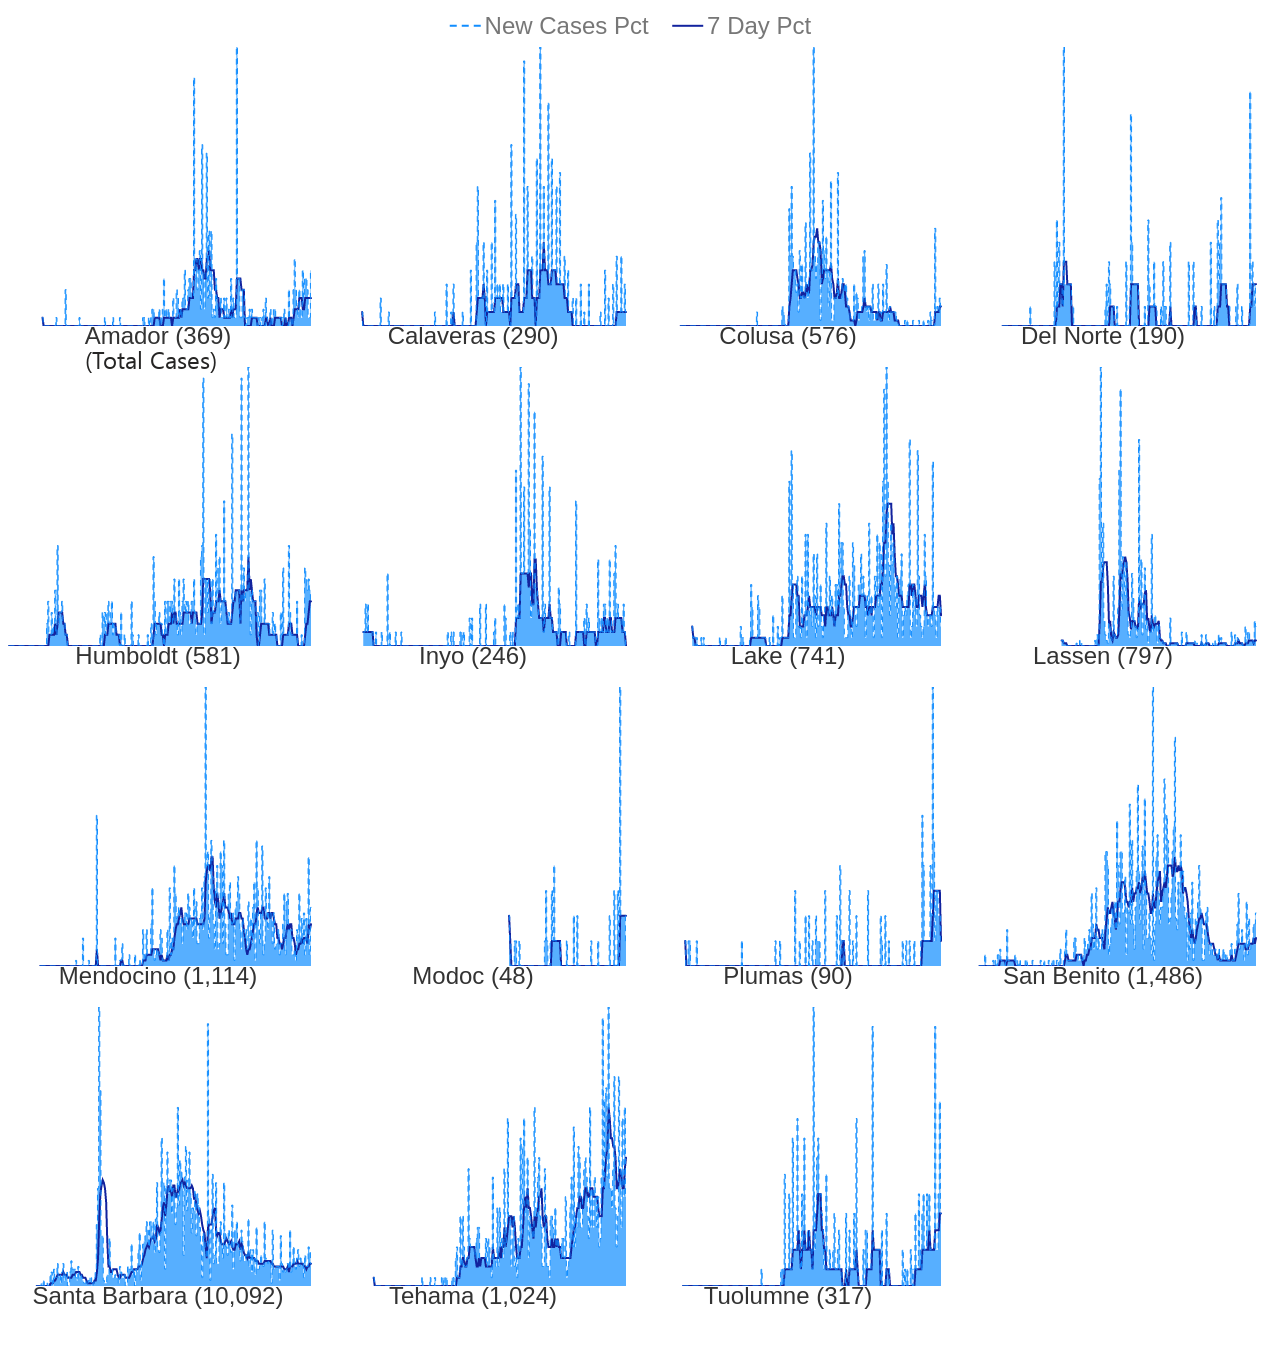 New Cases Pct 7 Day Pct
Amador (369) Calaveras (290) Colusa (576) Del Norte (190)
(Total Cases)
Humboldt (581) Inyo (246) Lake (741) Lassen (797)
Mendocino (1,114) Modoc (48) Plumas (90) San Benito (1,486)
Santa Barbara (10,092) Tehama (1,024) Tuolumne (317)